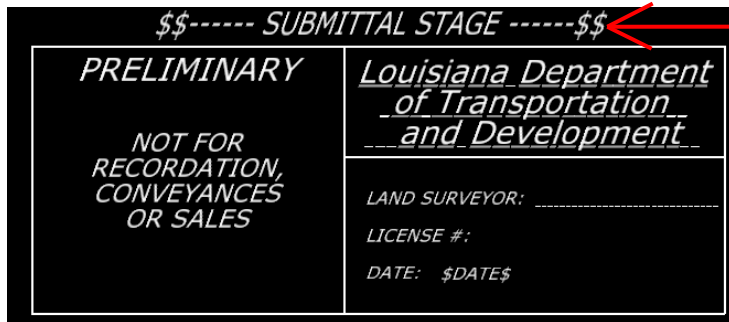 $$------ SUBMITTAL STAGE ------$$
PRELIMINARY
NOT FOR
RECORDATION,
CONVEYANCES
OR SALES
Louisiana Department
of Transportation
and Development
LAND SURVEYOR: ______________________________
LICENSE #:
DATE: $DATE$